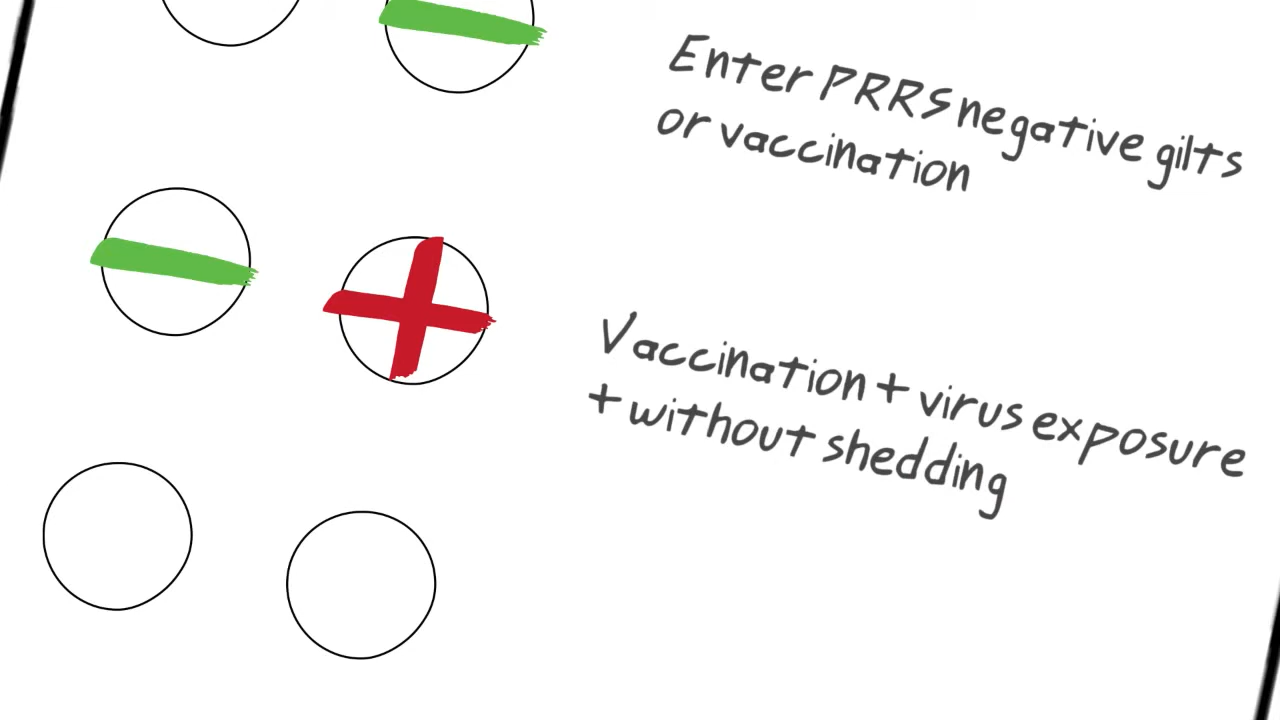 Enter PRRS negative gilts
or vaccination
Vaccination + virus exposure
+ without shedding